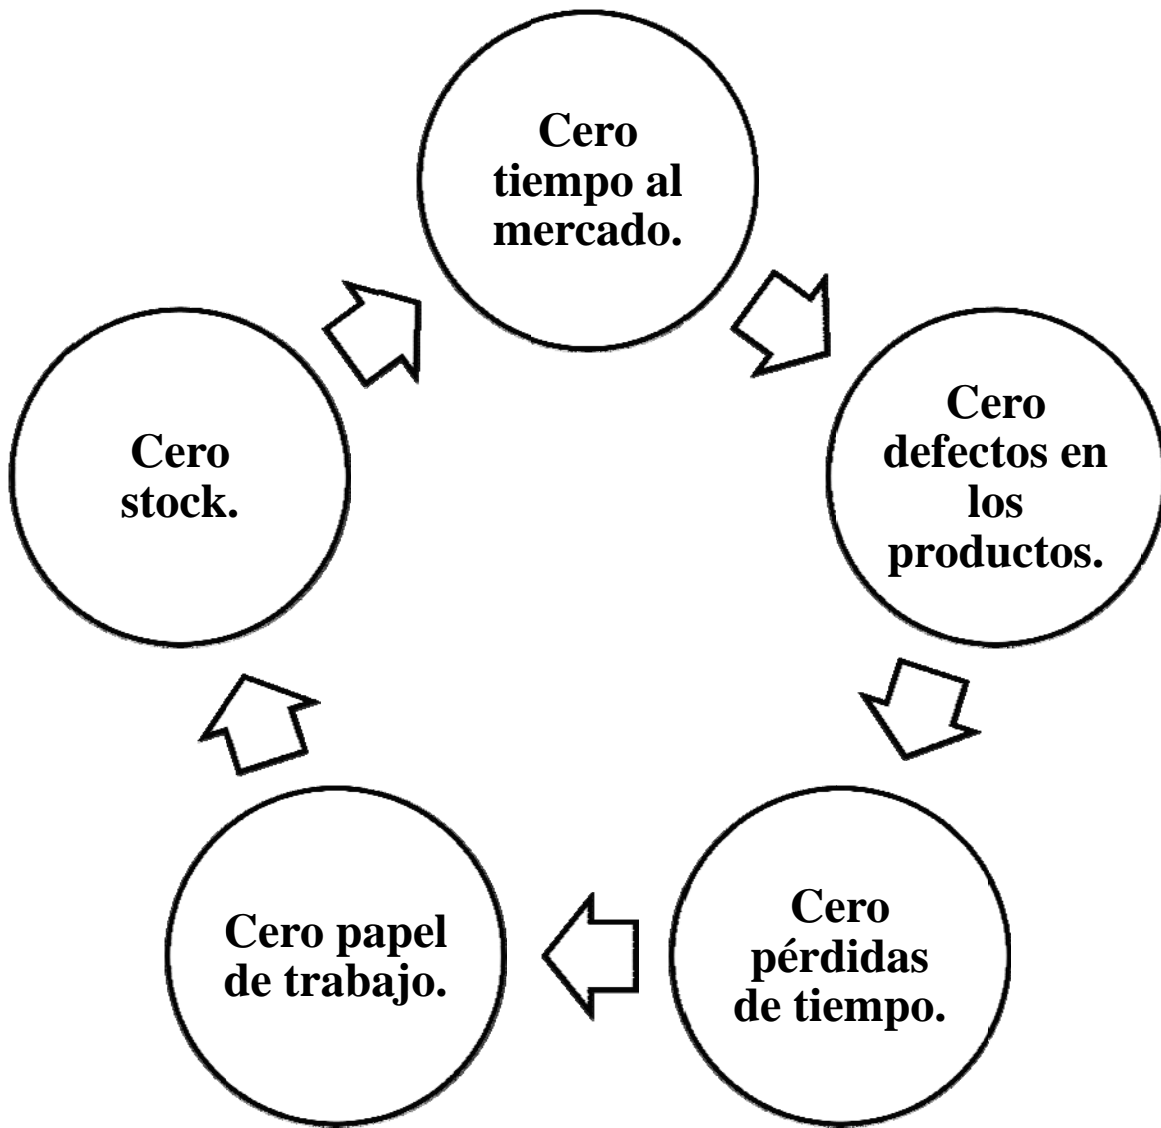 Cero
tiempo al
mercado.
Cero
defectos en
los
productos.
Cero
pérdidas
de tiempo.
Cero papel
de trabajo.
Cero
stock.